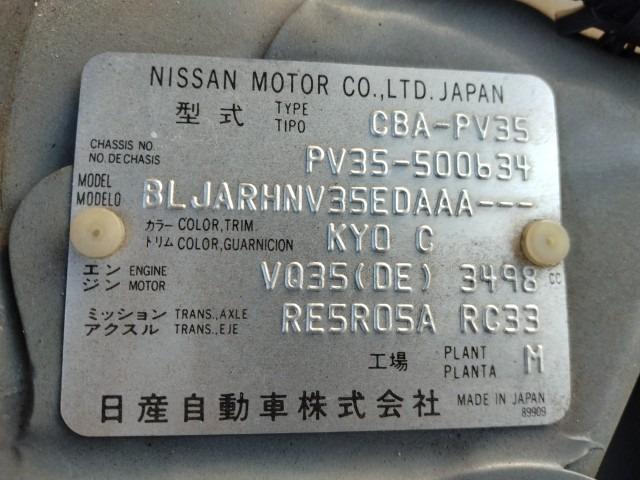 NISSAN MOTOR CO.,LTD. JAPAN
型式 TYPE TIPO CBA-PV35
CHASSIS NO. NO. DE CHASIS PV35-500634
MODEL MODELO BLJARHNV35EDAAA---
カラー COLOR,TRIM トリム COLOR,GUARNICION KY0 C
エンジン ENGINE MOTOR VQ35(DE) 3498 CC
ミッション TRANS.,AXLE アクスル TRANS.,EJE RE5R05A RC33
工場 PLANT PLANTA M
日産自動車株式会社 MADE IN JAPAN
89909